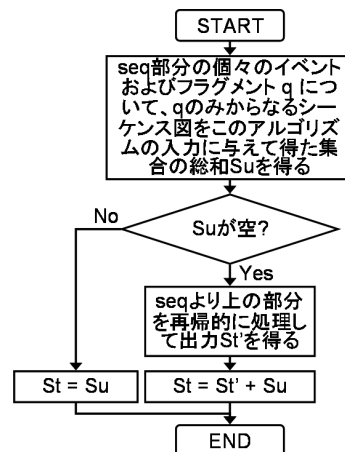 START
seq部分の個々のイベント
およびフラグメント q につ
いて、qのみからなるシー
ケンス図をこのアルゴリズ
ムの入力に与えて得た集
合の総和Suを得る
Suが空?
No
Yes
seqより上の部分
を再帰的に処理し
て出力St'を得る
St = Su
St = St' + Su
END